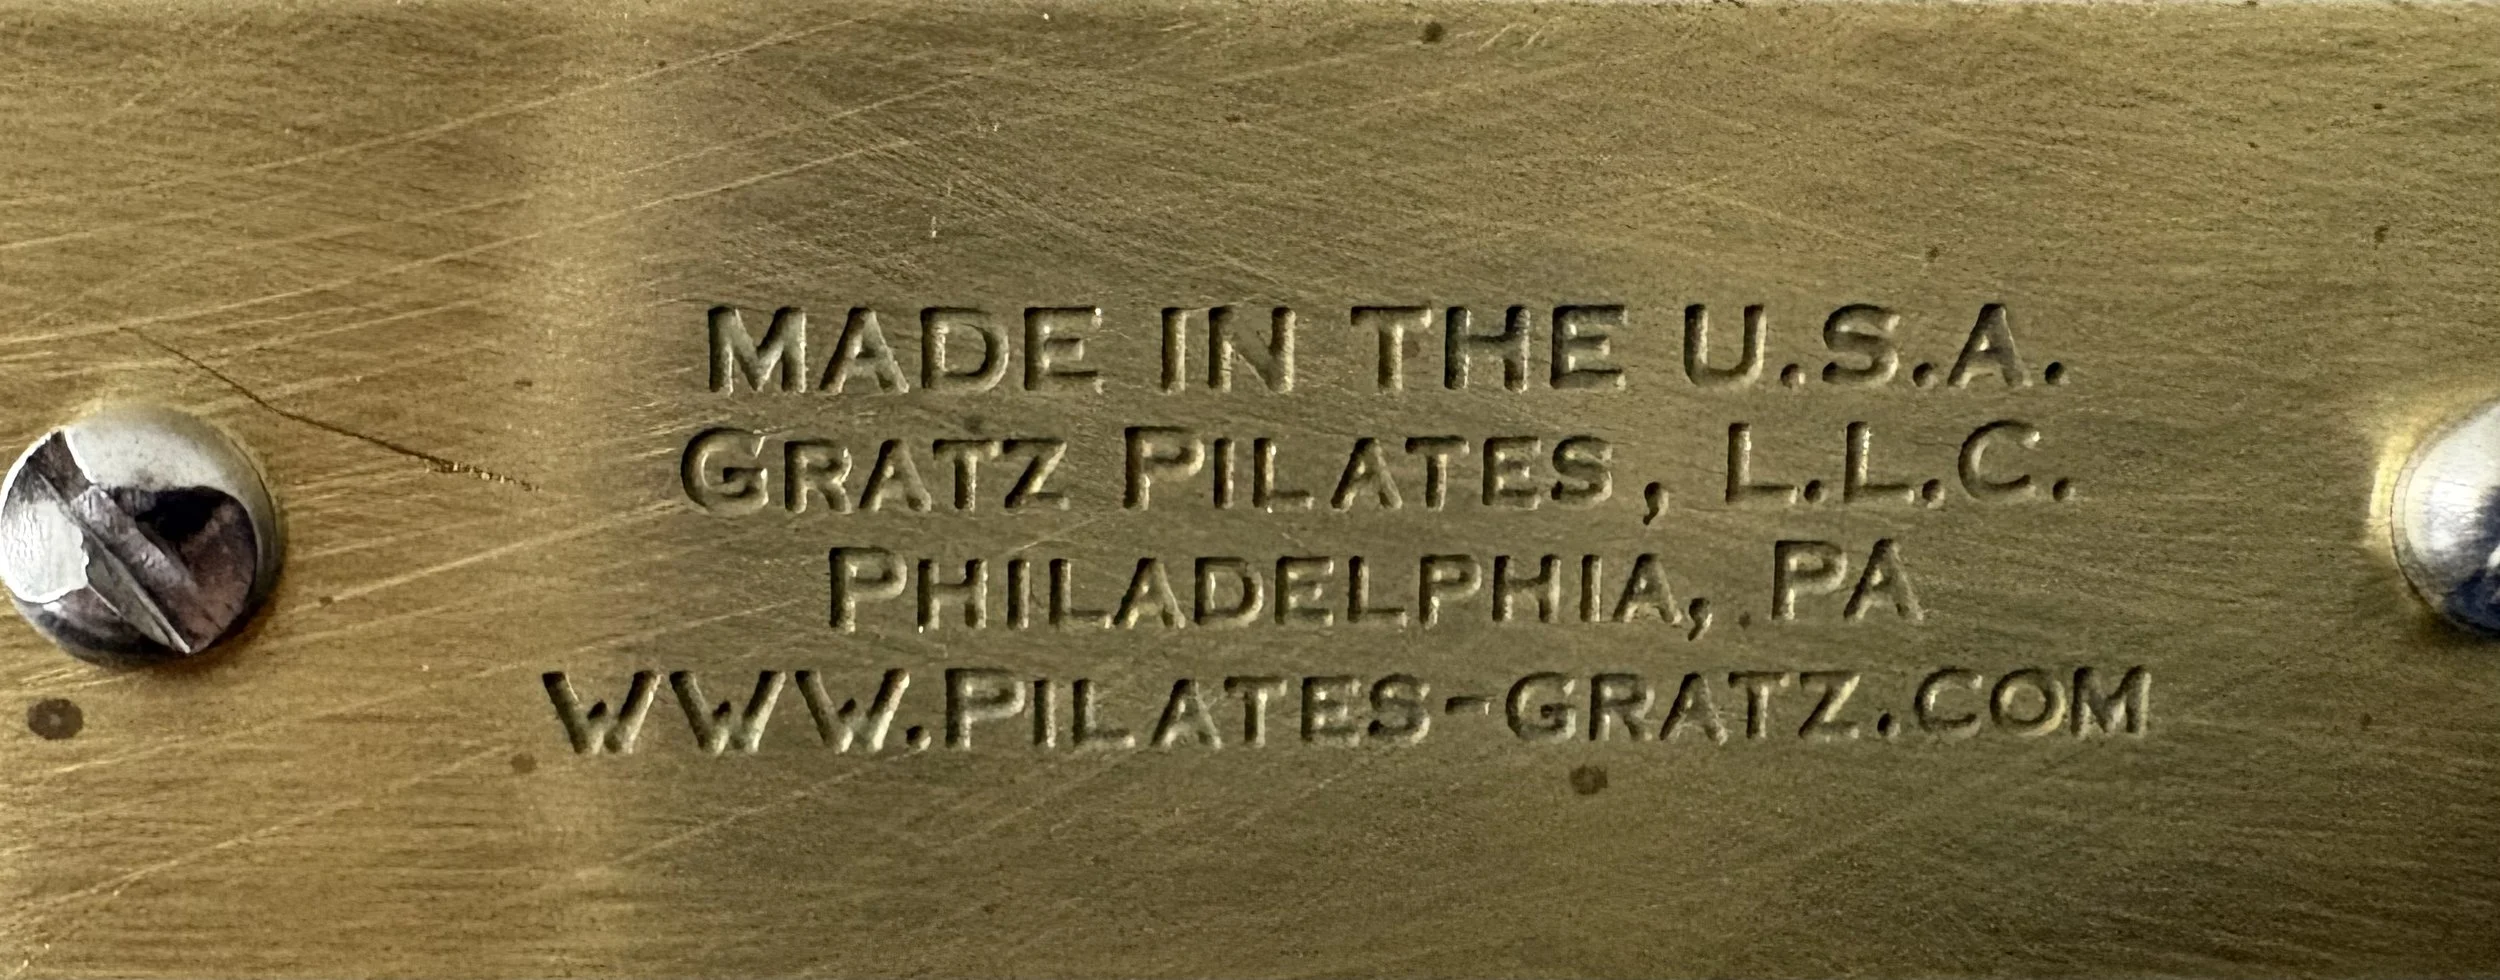 MADE IN THE U.S.A.
GRATZ PILATES, L.L.C.
PHILADELPHIA, PA
WWW.PILATES-GRATZ.COM